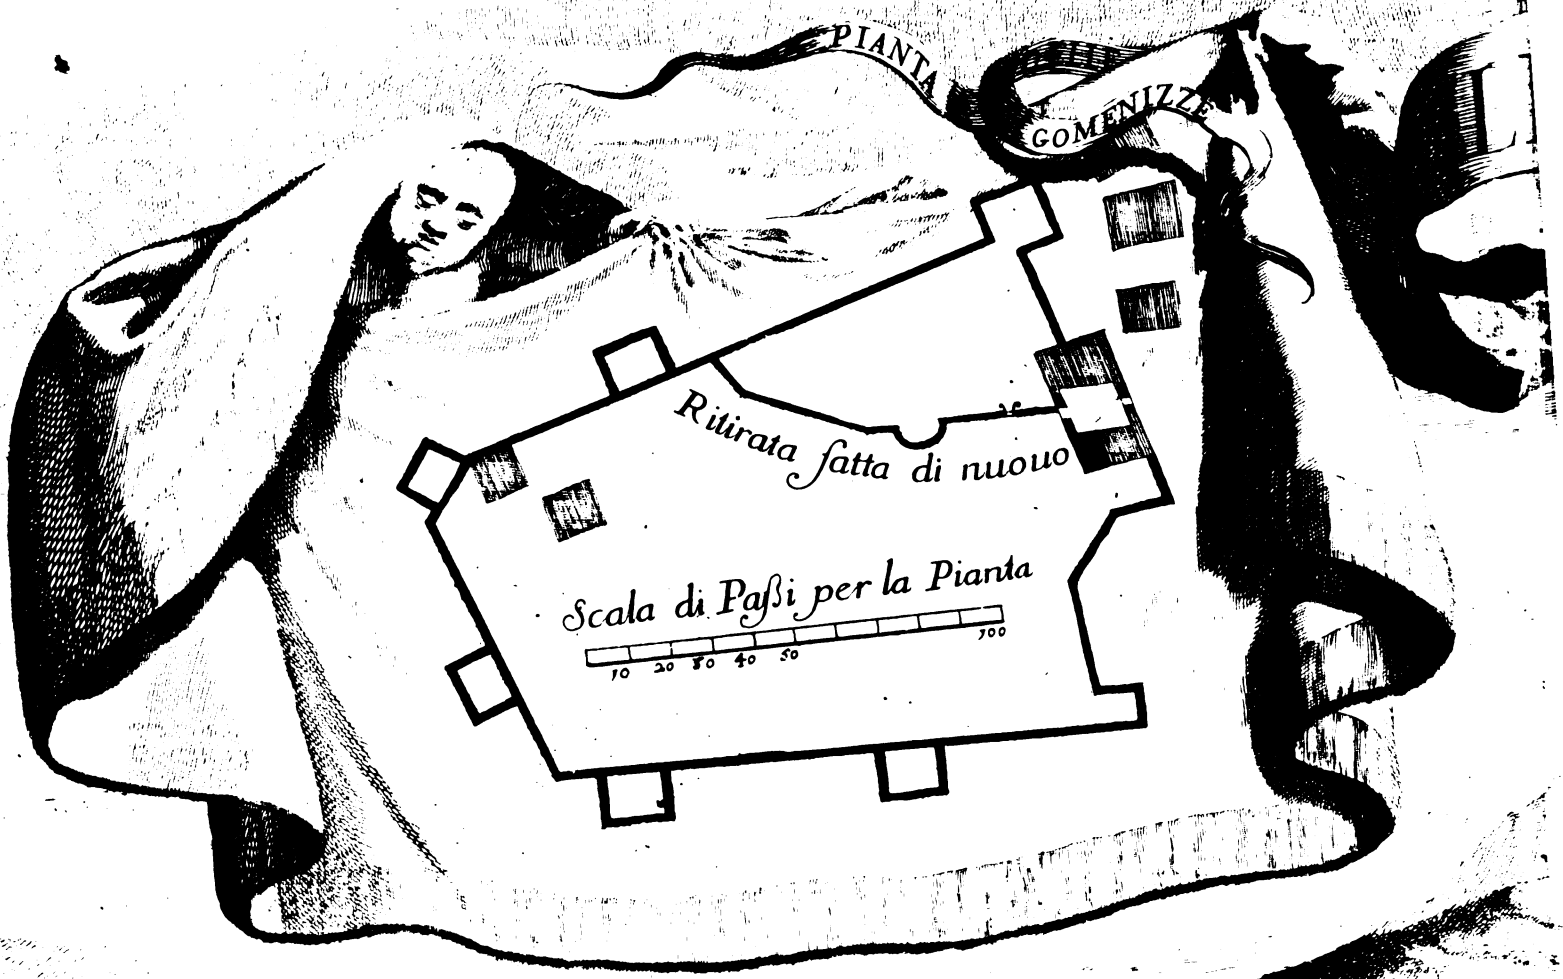 PIANTA
GOMENIZZE
Ritirata fatta di nuouo
Scala di Paßi per la Pianta
10 20 30 40 50 100